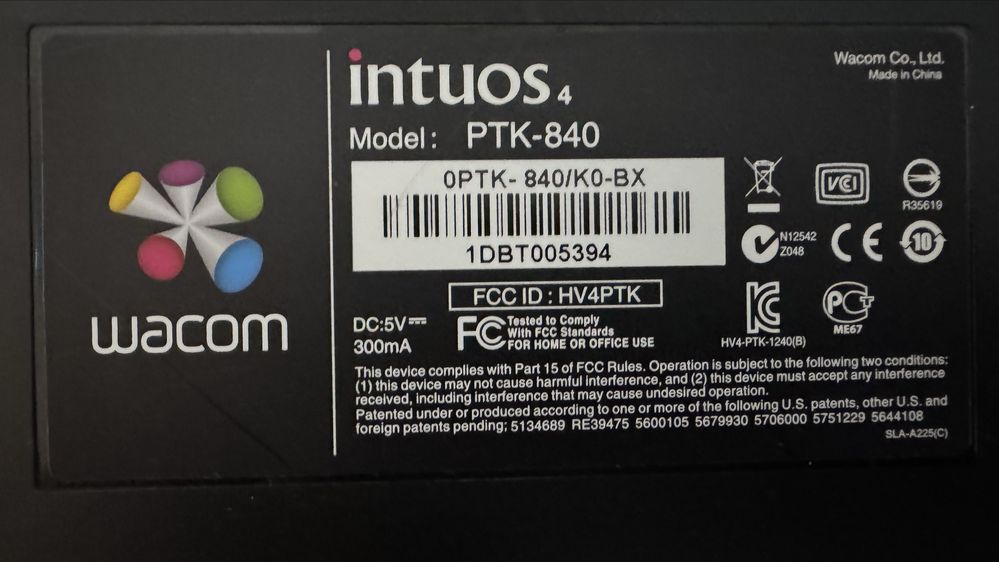 wacom
intuos4
Model : PTK-840
0PTK- 840/K0-BX
1DBT005394
FCC ID : HV4PTK
DC:5V⎓
300mA
FC Tested to Comply
With FCC Standards
FOR HOME OR OFFICE USE
Wacom Co., Ltd.
Made in China
VCI
R35619
N12542
Z048
CE
10
HV4-PTK-1240(B)
PCT
ME67
This device complies with Part 15 of FCC Rules. Operation is subject to the following two conditions:
(1) this device may not cause harmful interference, and (2) this device must accept any interference
received, including interference that may cause undesired operation.
Patented under or produced according to one or more of the following U.S. patents, other U.S. and
foreign patents pending; 5134689 RE39475 5600105 5679930 5706000 5751229 5644108
SLA-A225(C)